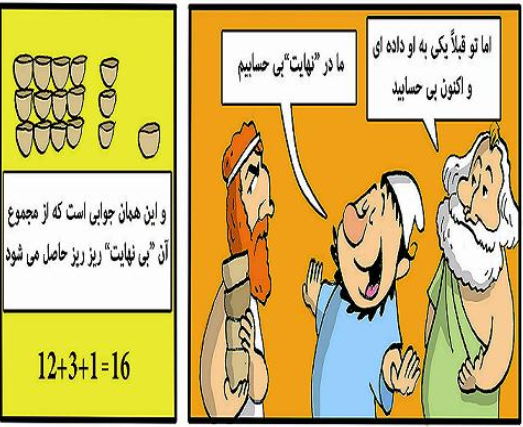 اما تو قبلاً یکی به او داده ای
و اکنون بی حسابید
ما در "نهایت" بی حسابیم
و این همان جوابی است که از مجموع
آن "بی نهایت" ریز ریز حاصل می شود
12+3+1=16